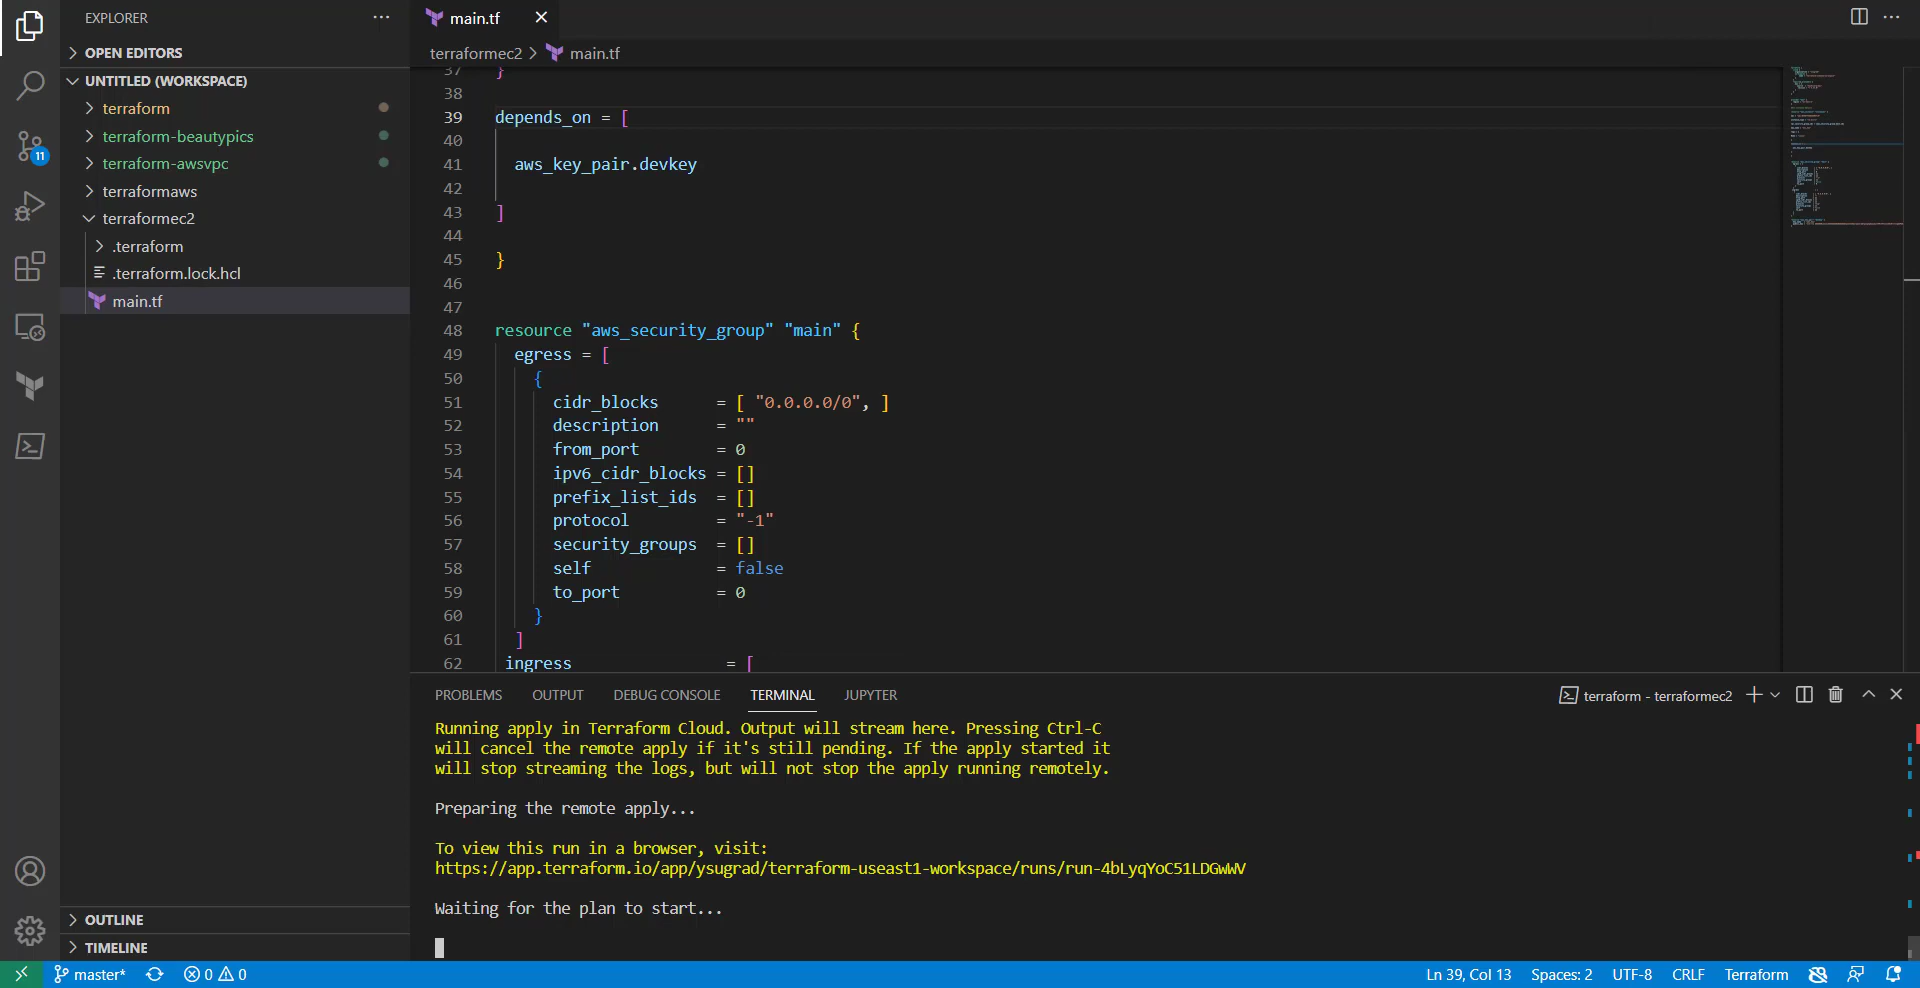 EXPLORER
OPEN EDITORS
UNTITLED (WORKSPACE)
terraform
terraform-beautypics
terraform-awsvpc
terraformaws
terraformec2
.terraform
.terraform.lock.hcl
main.tf
OUTLINE
TIMELINE
11
main.tf
terraformec2 > main.tf
37 }
38
39 depends_on = [
40
41 aws_key_pair.devkey
42
43 ]
44
45 }
46
47
48 resource "aws_security_group" "main" {
49 egress = [
50 {
51 cidr_blocks = [ "0.0.0.0/0", ]
52 description = ""
53 from_port = 0
54 ipv6_cidr_blocks = []
55 prefix_list_ids = []
56 protocol = "-1"
57 security_groups = []
58 self = false
59 to_port = 0
60 }
61 ]
62 ingress = [
PROBLEMS OUTPUT DEBUG CONSOLE TERMINAL JUPYTER terraform - terraformec2
Running apply in Terraform Cloud. Output will stream here. Pressing Ctrl-C
will cancel the remote apply if it's still pending. If the apply started it
will stop streaming the logs, but will not stop the apply running remotely.
Preparing the remote apply...
To view this run in a browser, visit:
https://app.terraform.io/app/ysugrad/terraform-useast1-workspace/runs/run-4bLyqYoC51LDGwWV
Waiting for the plan to start...
master* 0 0 Ln 39, Col 13 Spaces: 2 UTF-8 CRLF Terraform